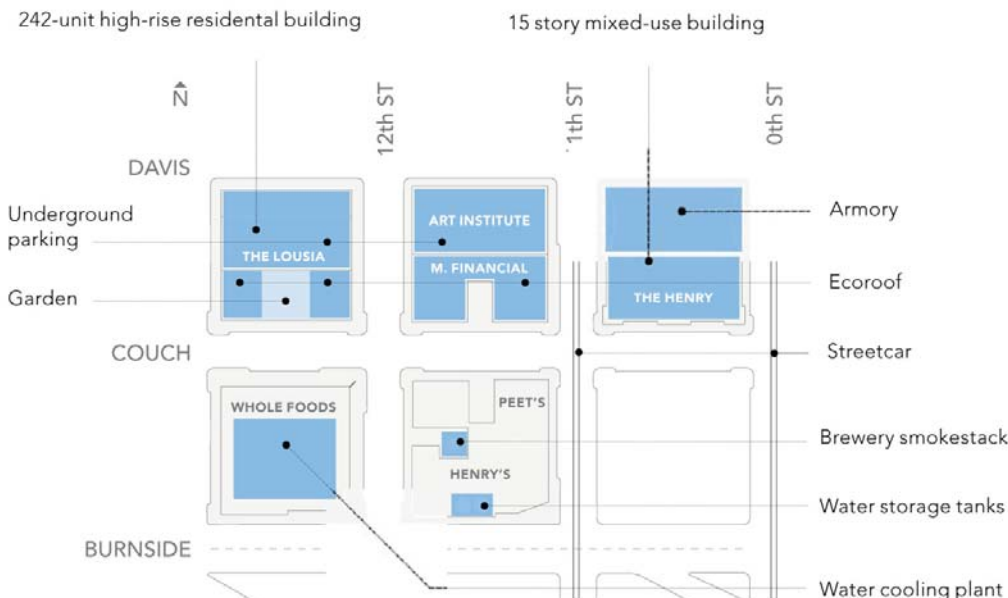 242-unit high-rise residental building
15 story mixed-use building
N
12th ST
1th ST
0th ST
DAVIS
Underground
parking
ART INSTITUTE
Armory
THE LOUSIA
M. FINANCIAL
Garden
THE HENRY
Ecoroof
COUCH
Streetcar
WHOLE FOODS
PEET'S
Brewery smokestack
HENRY'S
Water storage tanks
BURNSIDE
Water cooling plant